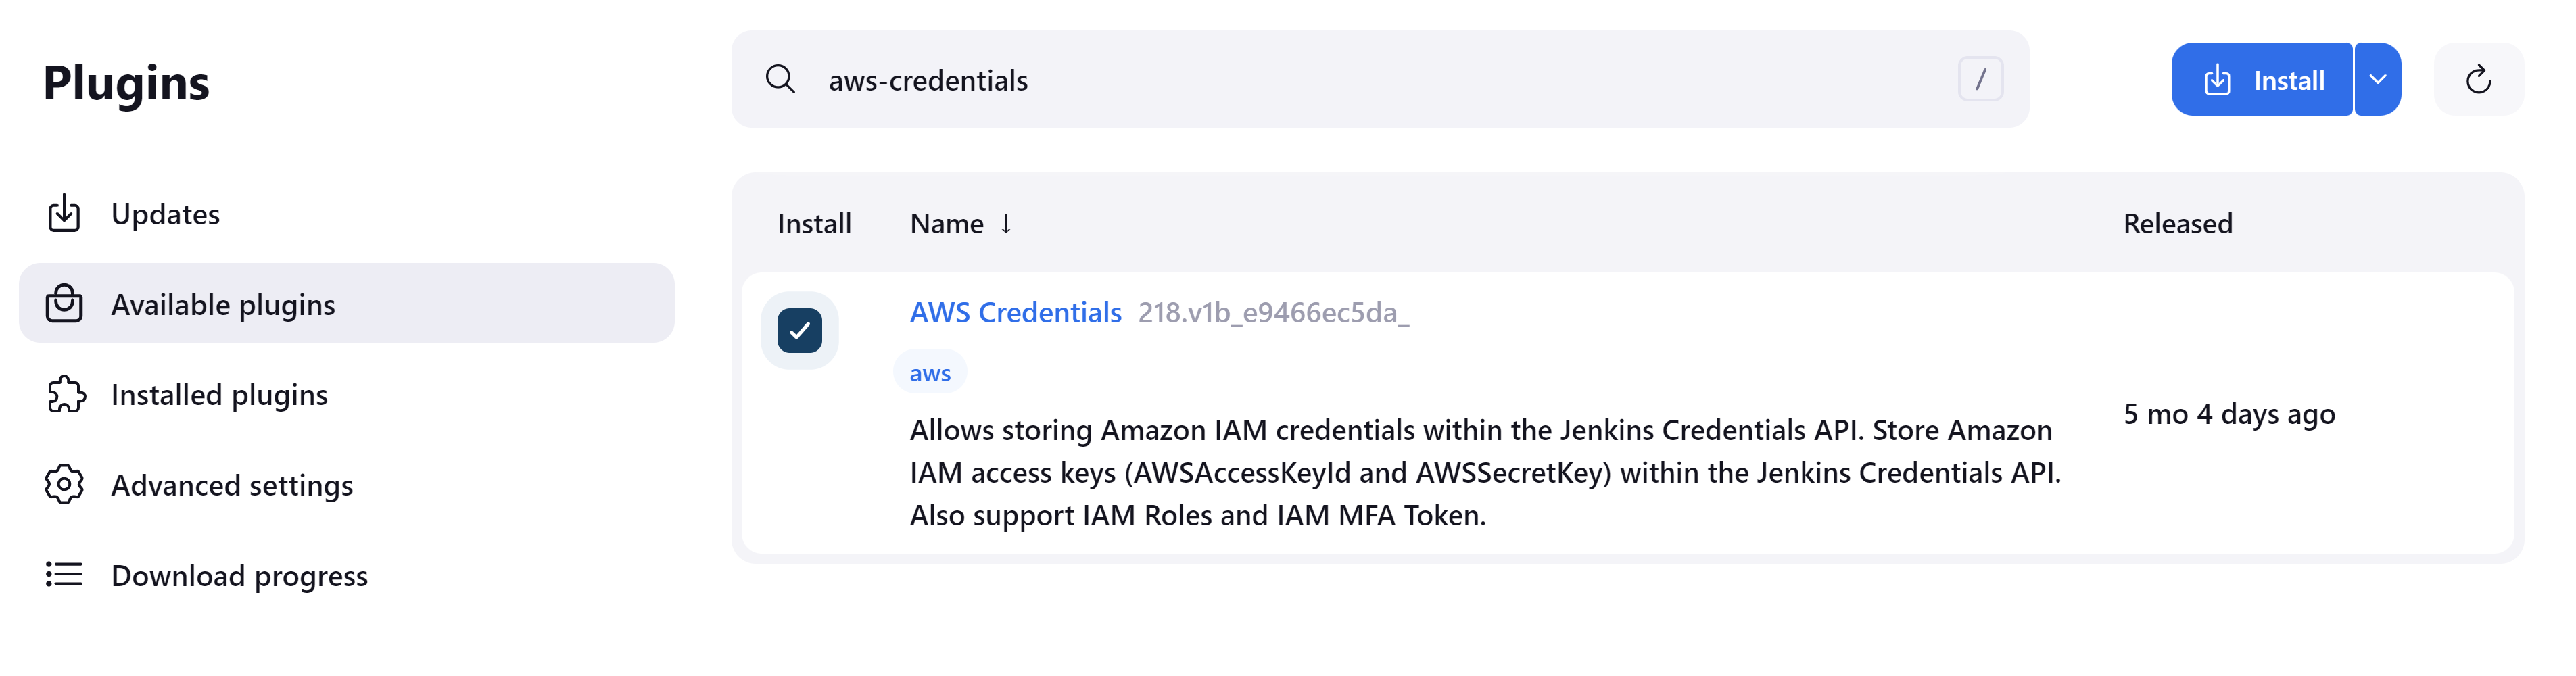 Plugins
aws-credentials
/
Install
Updates
Available plugins
Installed plugins
Advanced settings
Download progress
Install
Name ↓
Released
AWS Credentials 218.v1b_e9466ec5da_
aws
Allows storing Amazon IAM credentials within the Jenkins Credentials API. Store Amazon
IAM access keys (AWSAccessKeyId and AWSSecretKey) within the Jenkins Credentials API.
Also support IAM Roles and IAM MFA Token.
5 mo 4 days ago